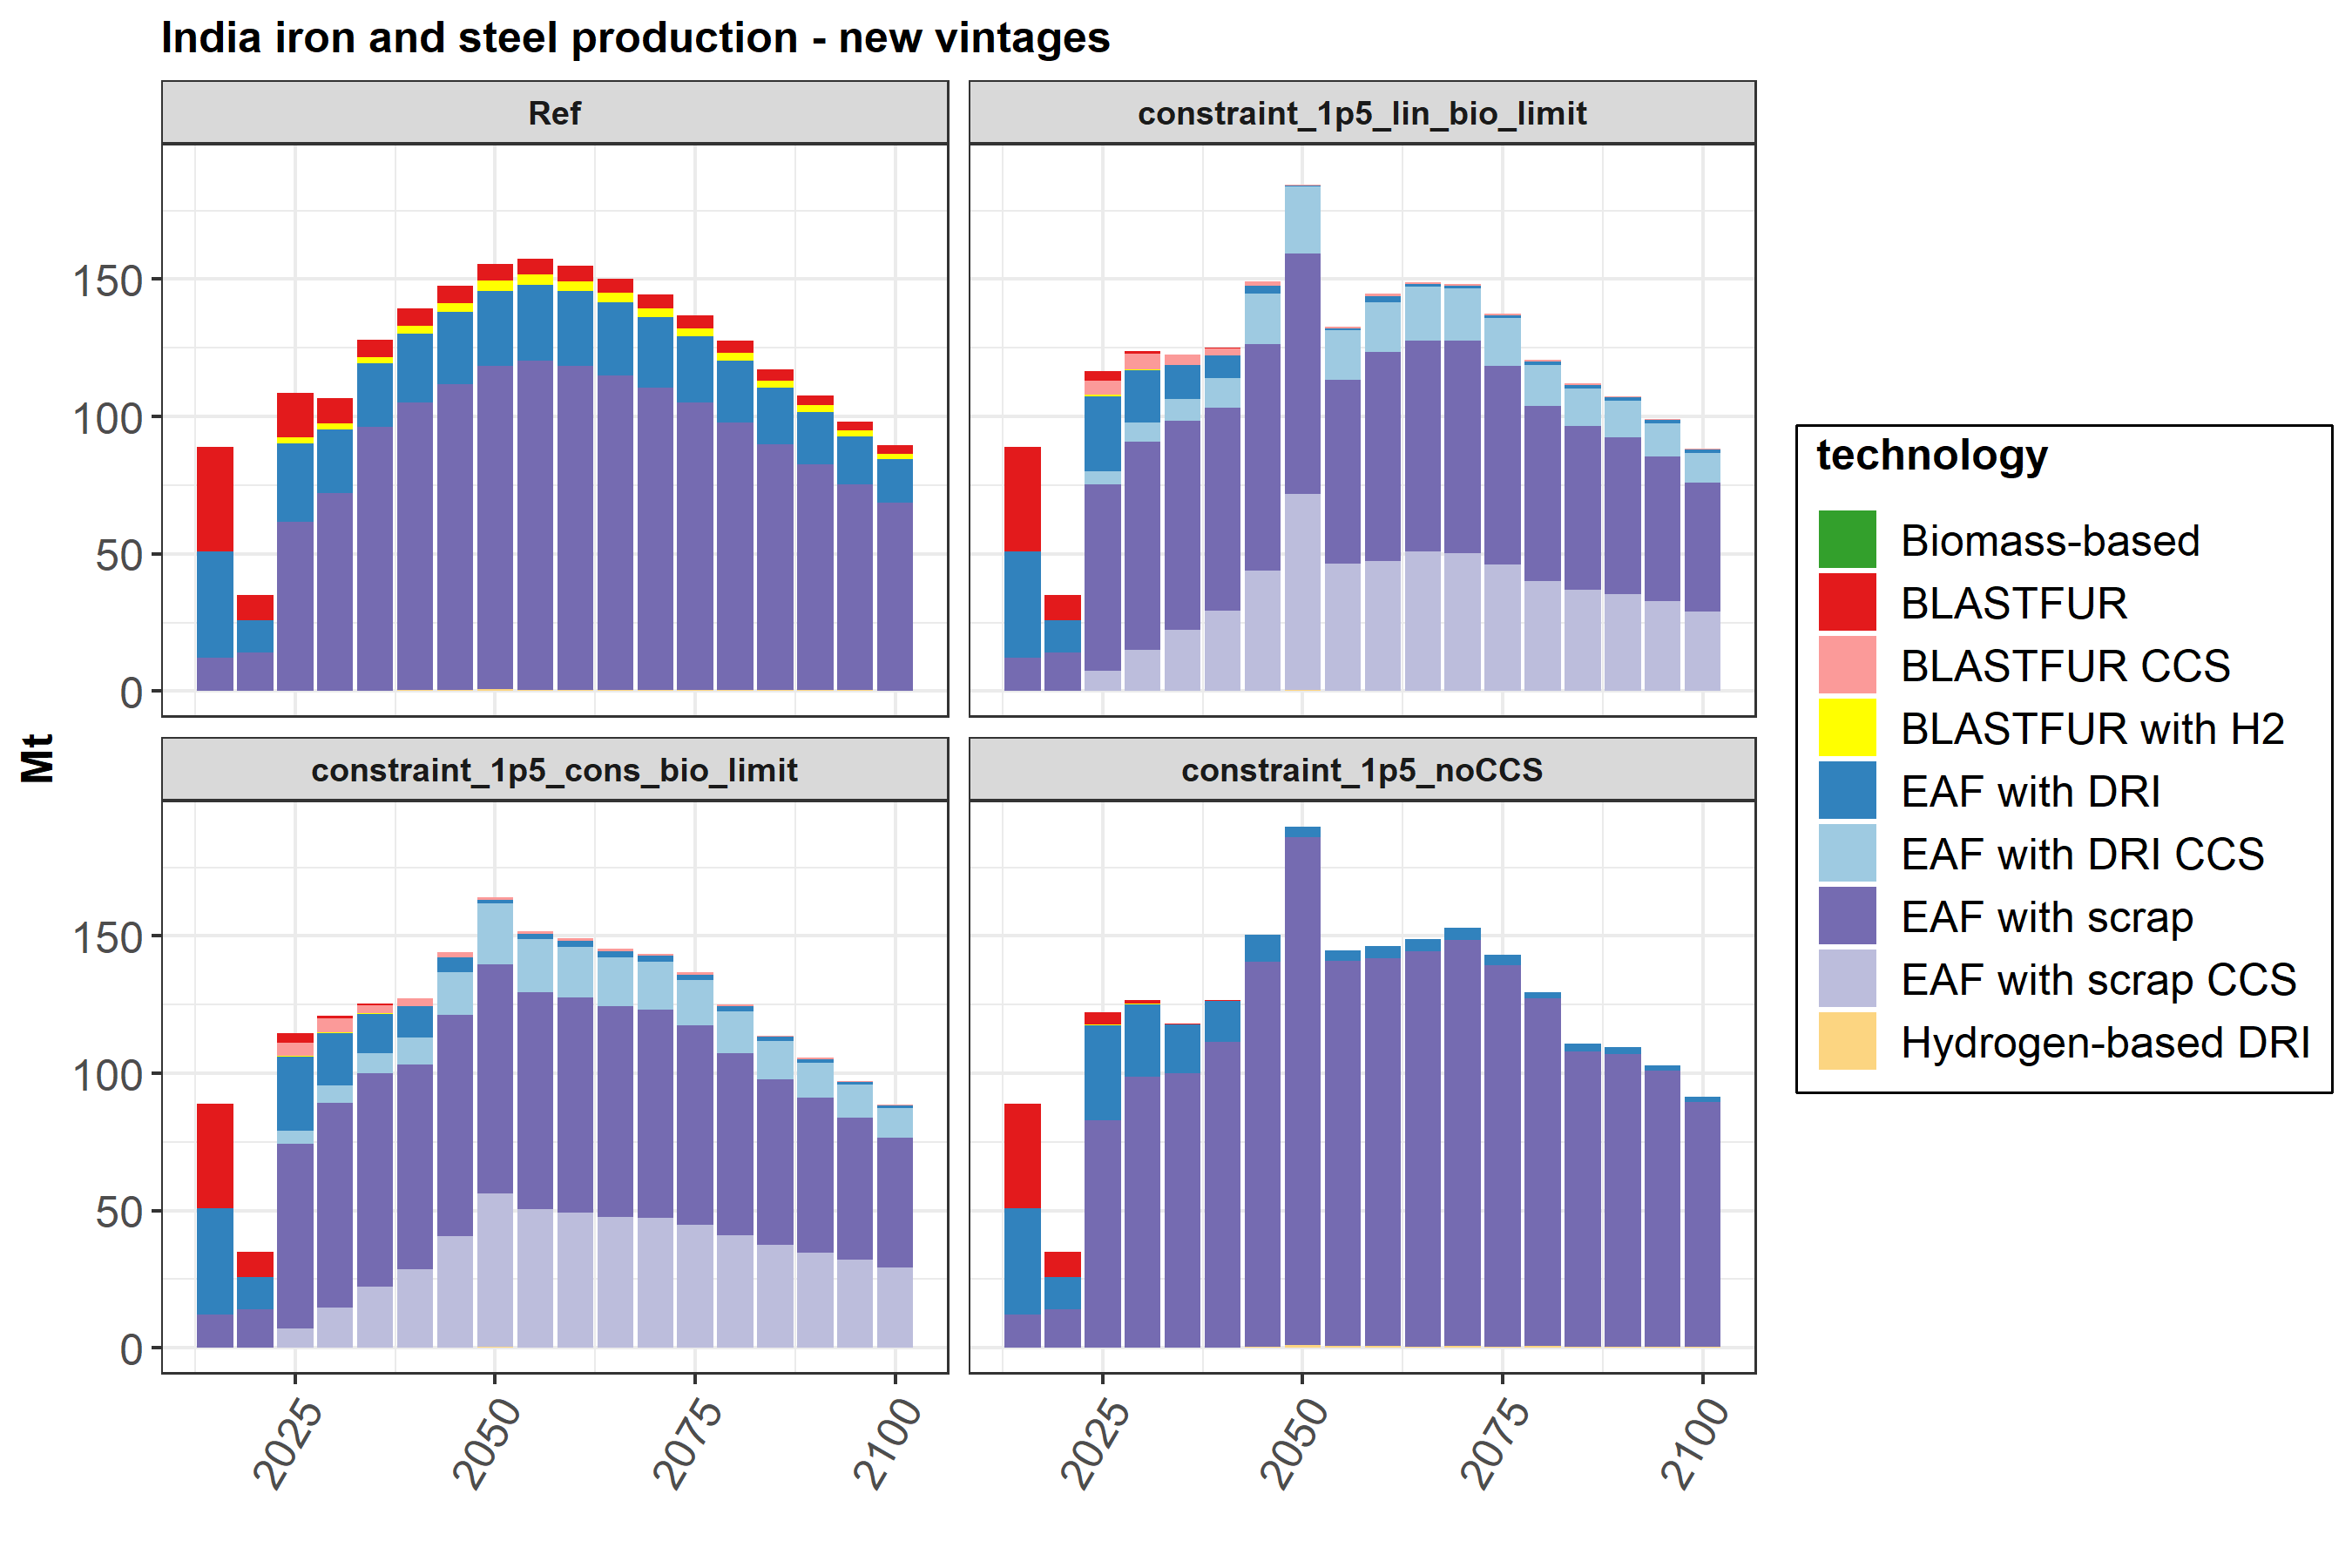 India iron and steel production - new vintages
Ref
constraint_1p5_lin_bio_limit
150
100
50
0
Mt
constraint_1p5_cons_bio_limit
constraint_1p5_noCCS
150
100
50
0
2025
2050
2075
2100
2025
2050
2075
2100
technology
Biomass-based
BLASTFUR
BLASTFUR CCS
BLASTFUR with H2
EAF with DRI
EAF with DRI CCS
EAF with scrap
EAF with scrap CCS
Hydrogen-based DRI